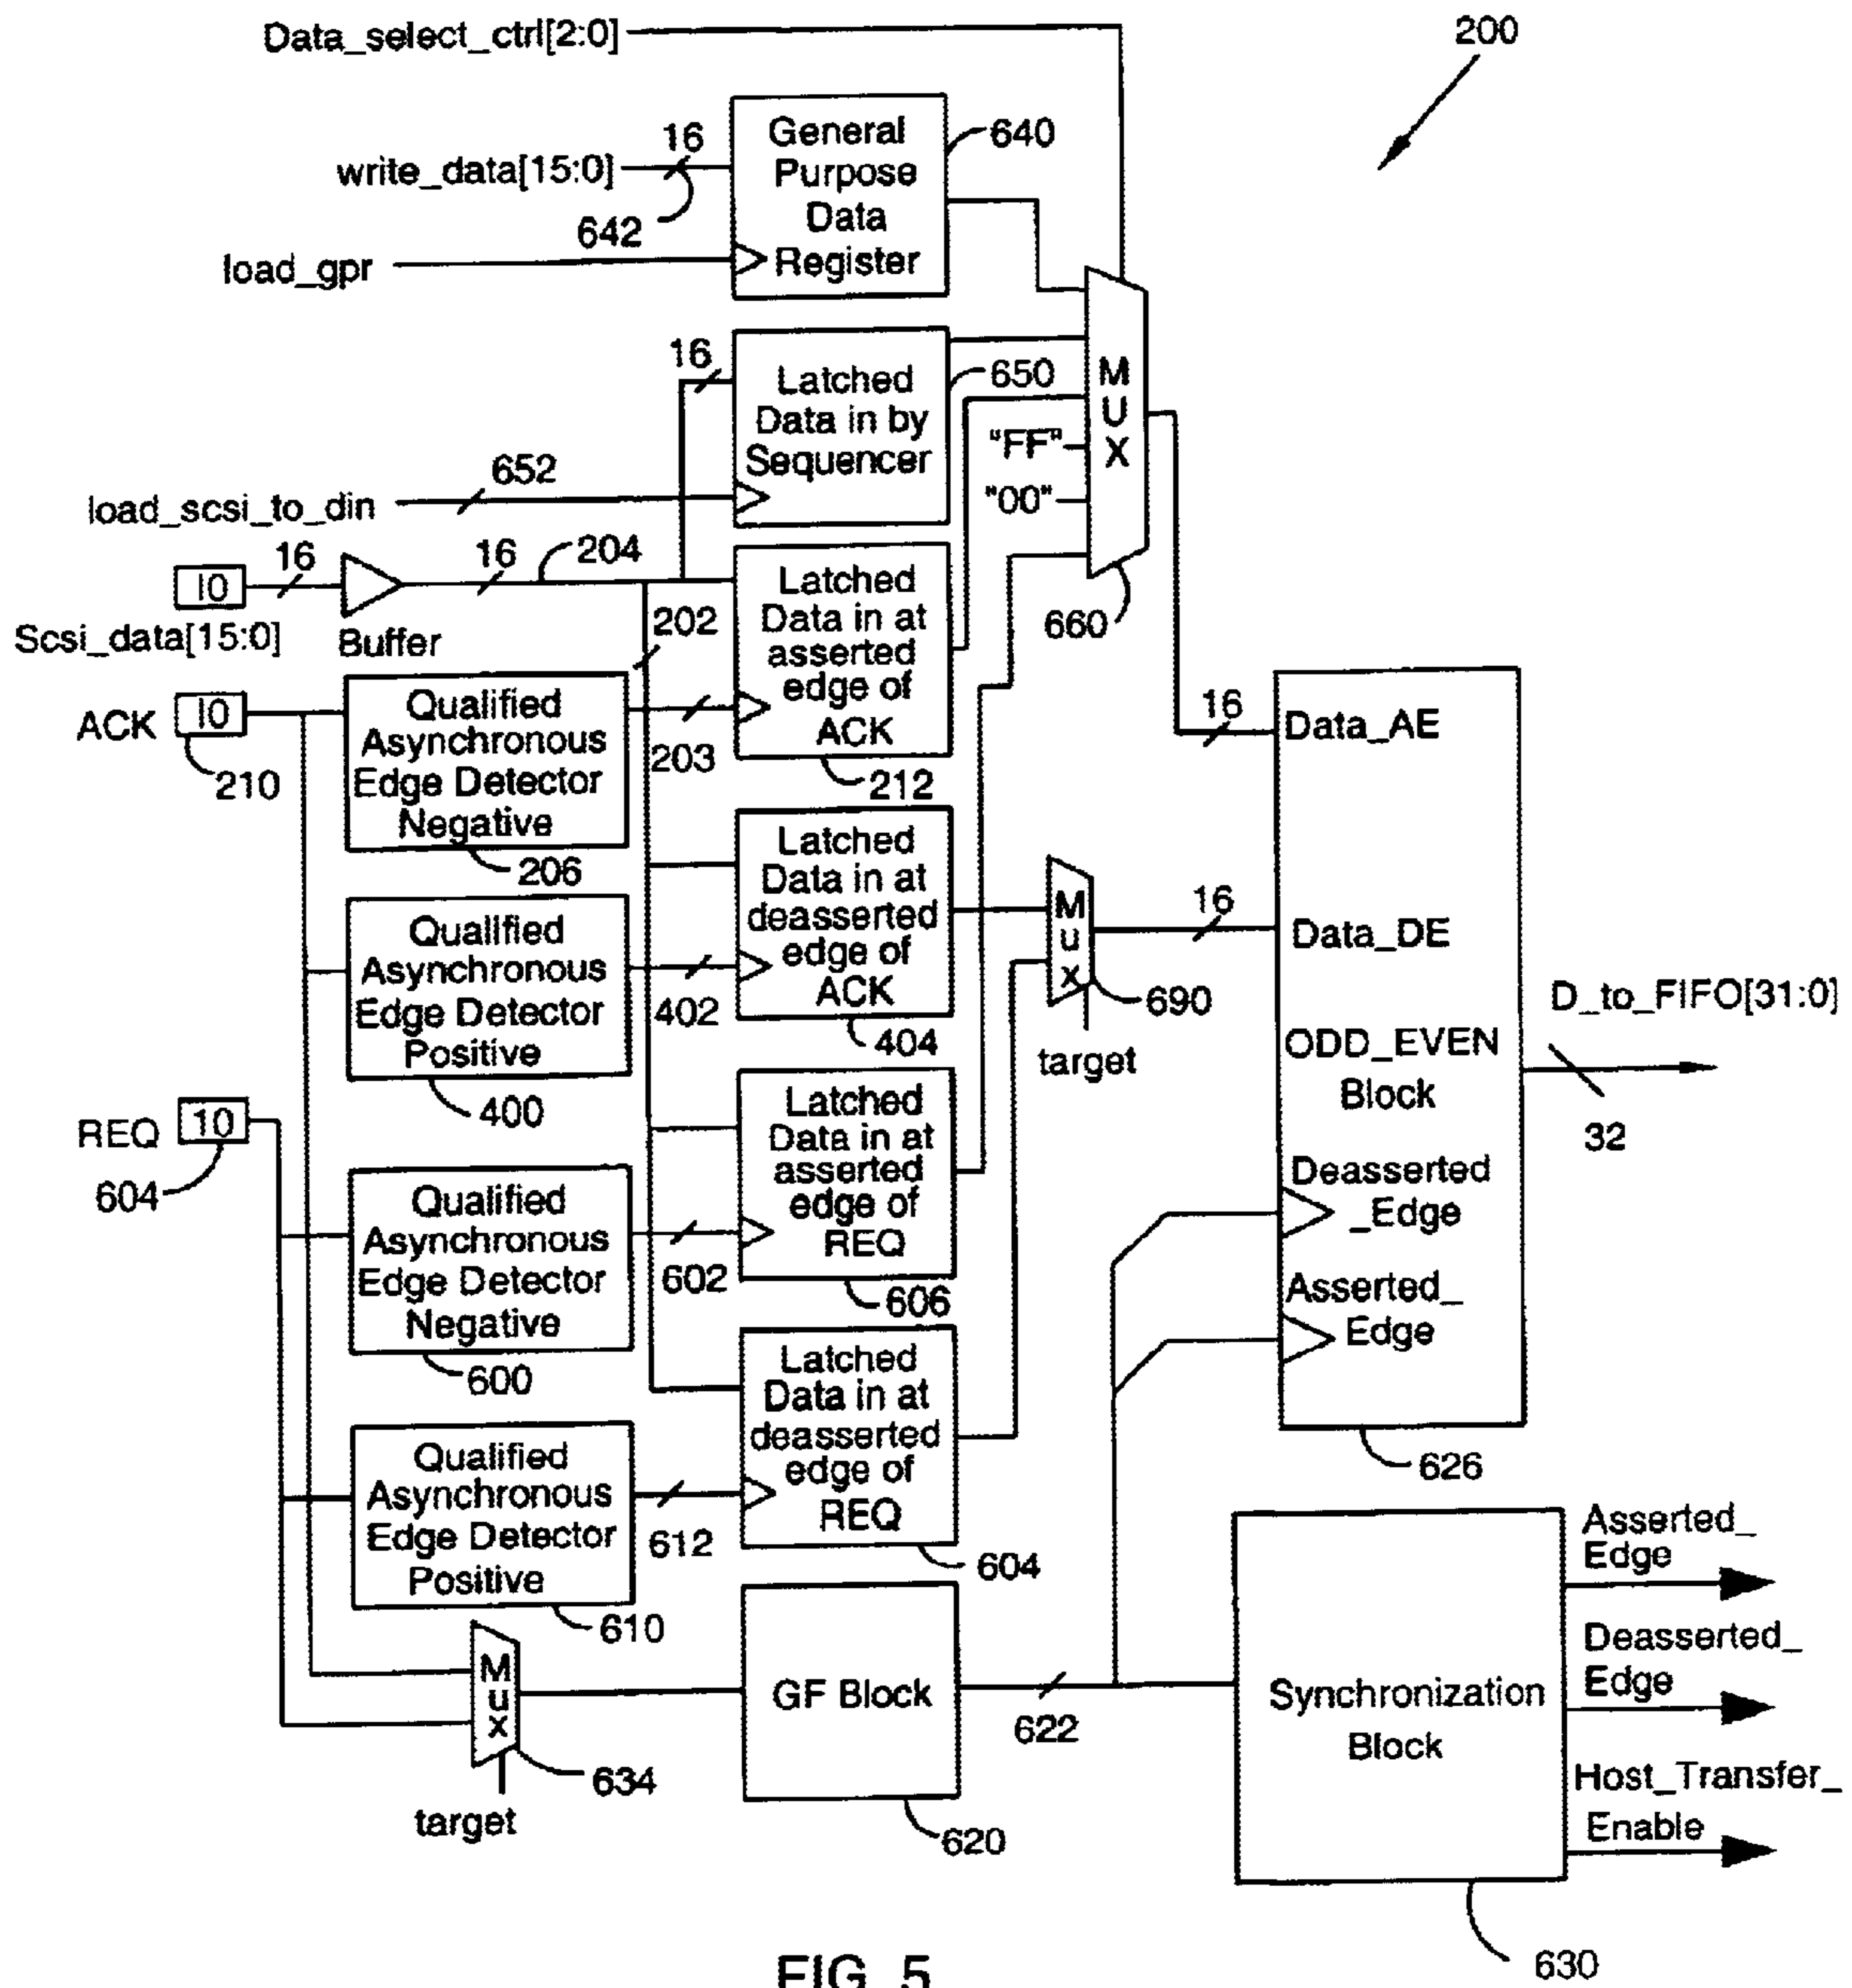 Data_select_ctrl[2:0]
200
General
Purpose
Data
Register
640
16
write_data[15:0]
642
load_gpr
16
Latched
Data in by
Sequencer
650
M
U
X
"FF"
"00"
660
652
load_scsi_to_din
IO
16
Buffer
16
204
Scsi_data[15:0]
202
Latched
Data in at
asserted
edge of
ACK
212
ACK
IO
210
Qualified
Asynchronous
Edge Detector
Negative
206
203
16
Data_AE
Latched
Data in at
deasserted
edge of
ACK
404
Qualified
Asynchronous
Edge Detector
Positive
400
402
M
u
x
690
target
16
Data_DE
ODD_EVEN
Block
D_to_FIFO[31:0]
32
Deasserted
_Edge
Asserted_
Edge
626
REQ
10
604
Latched
Data in at
asserted
edge of
REQ
606
Qualified
Asynchronous
Edge Detector
Negative
600
602
Latched
Data in at
deasserted
edge of
REQ
604
Qualified
Asynchronous
Edge Detector
Positive
610
612
M
u
x
634
target
GF Block
620
622
Synchronization
Block
630
Asserted_
Edge
Deasserted_
Edge
Host_Transfer_
Enable
FIG. 5